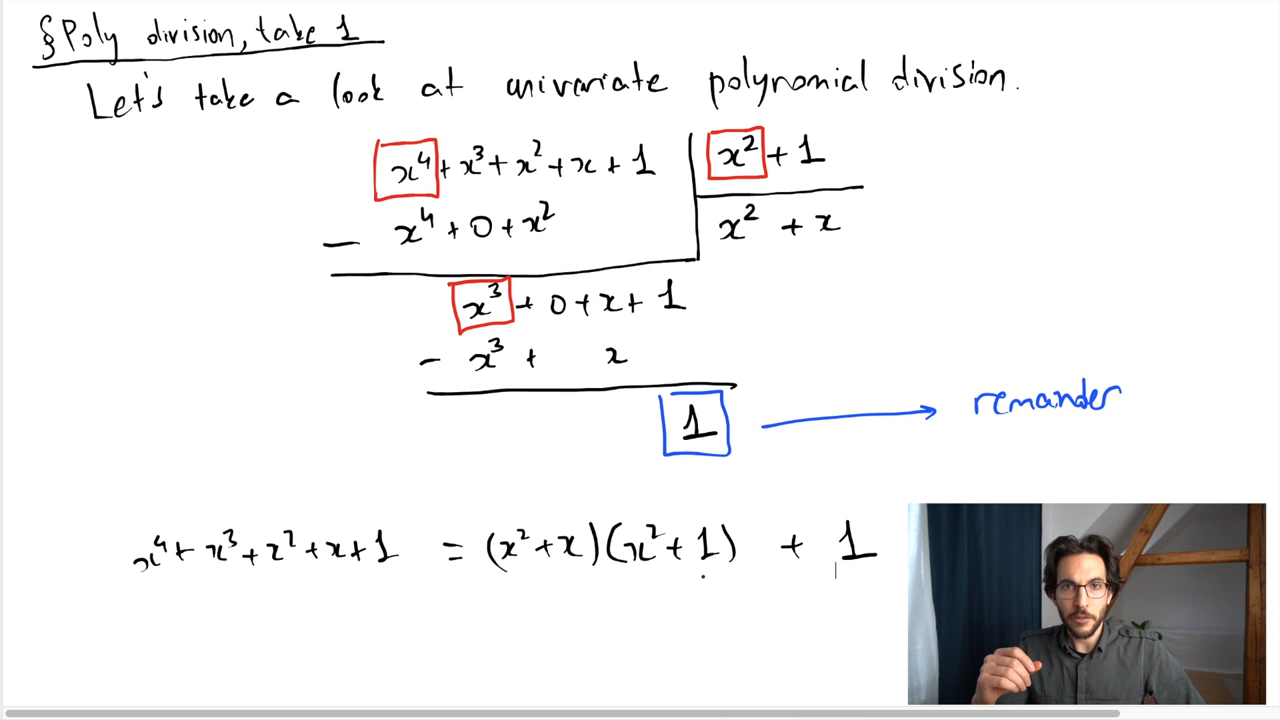 § Poly division, take 1
Let's take a look at univariate polynomial division.
x⁴ + x³ + x² + x + 1 | x² + 1
− x⁴ + 0 + x² | x² + x
x³ + 0 + x + 1
− x³ + x
1 → remander
x⁴ + x³ + x² + x + 1 = (x² + x)(x² + 1) + 1